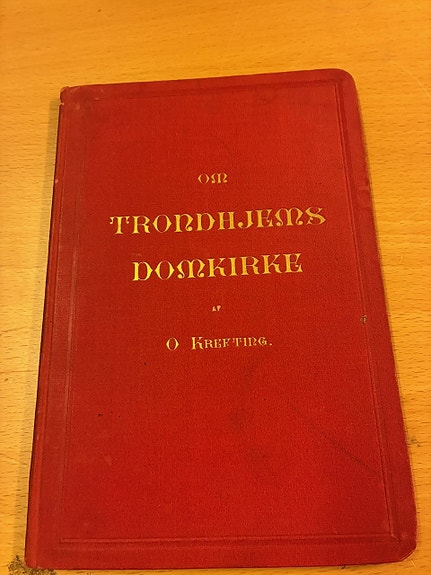 OM
TRONDHJEMS
DOMKIRKE
AF
O KREFTING.